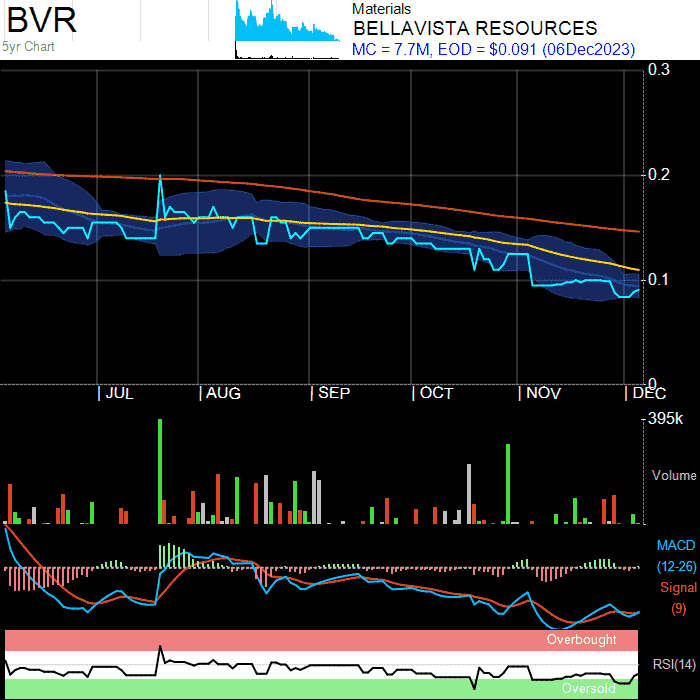 BVR
5yr Chart
Materials
BELLAVISTA RESOURCES
MC = 7.7M, EOD = $0.091 (06Dec2023)
0.3
0.2
0.1
0
JUL
AUG
SEP
OCT
NOV
DEC
395k
Volume
MACD
(12-26)
Signal
(9)
Overbought
RSI(14)
Oversold